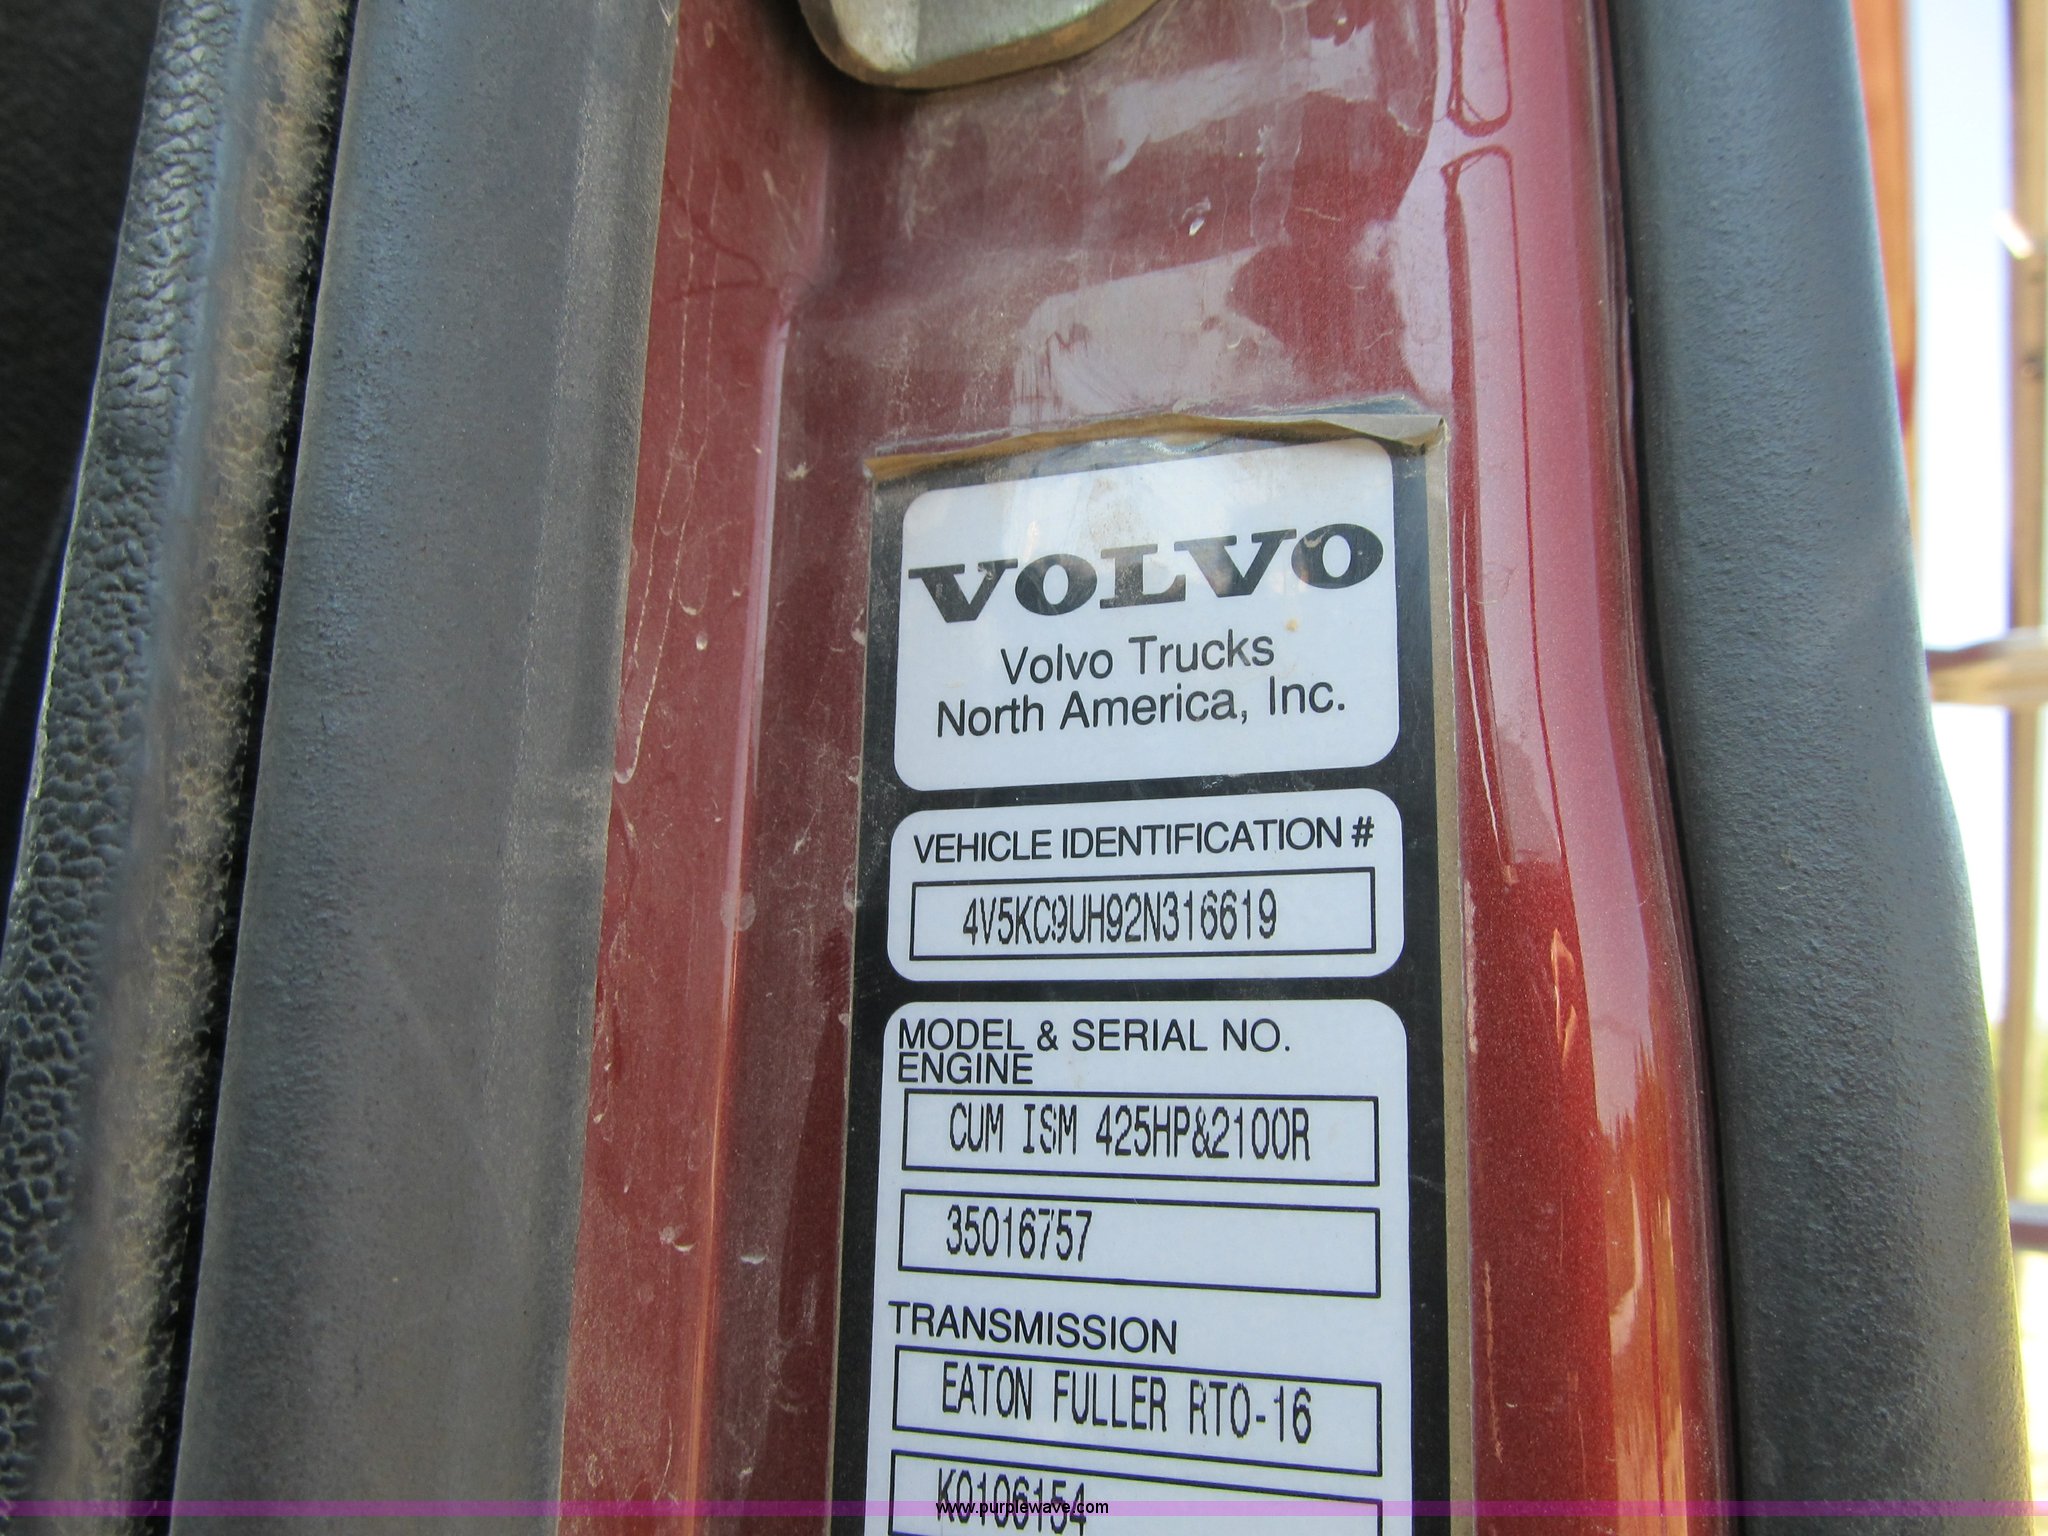 VOLVO
Volvo Trucks
North America, Inc.
VEHICLE IDENTIFICATION #
4V5KC9UH92N316619
MODEL & SERIAL NO.
ENGINE
CUM ISM 425HP&2100R
35016757
TRANSMISSION
EATON FULLER RTO-16
K0106154
www.purplewave.com